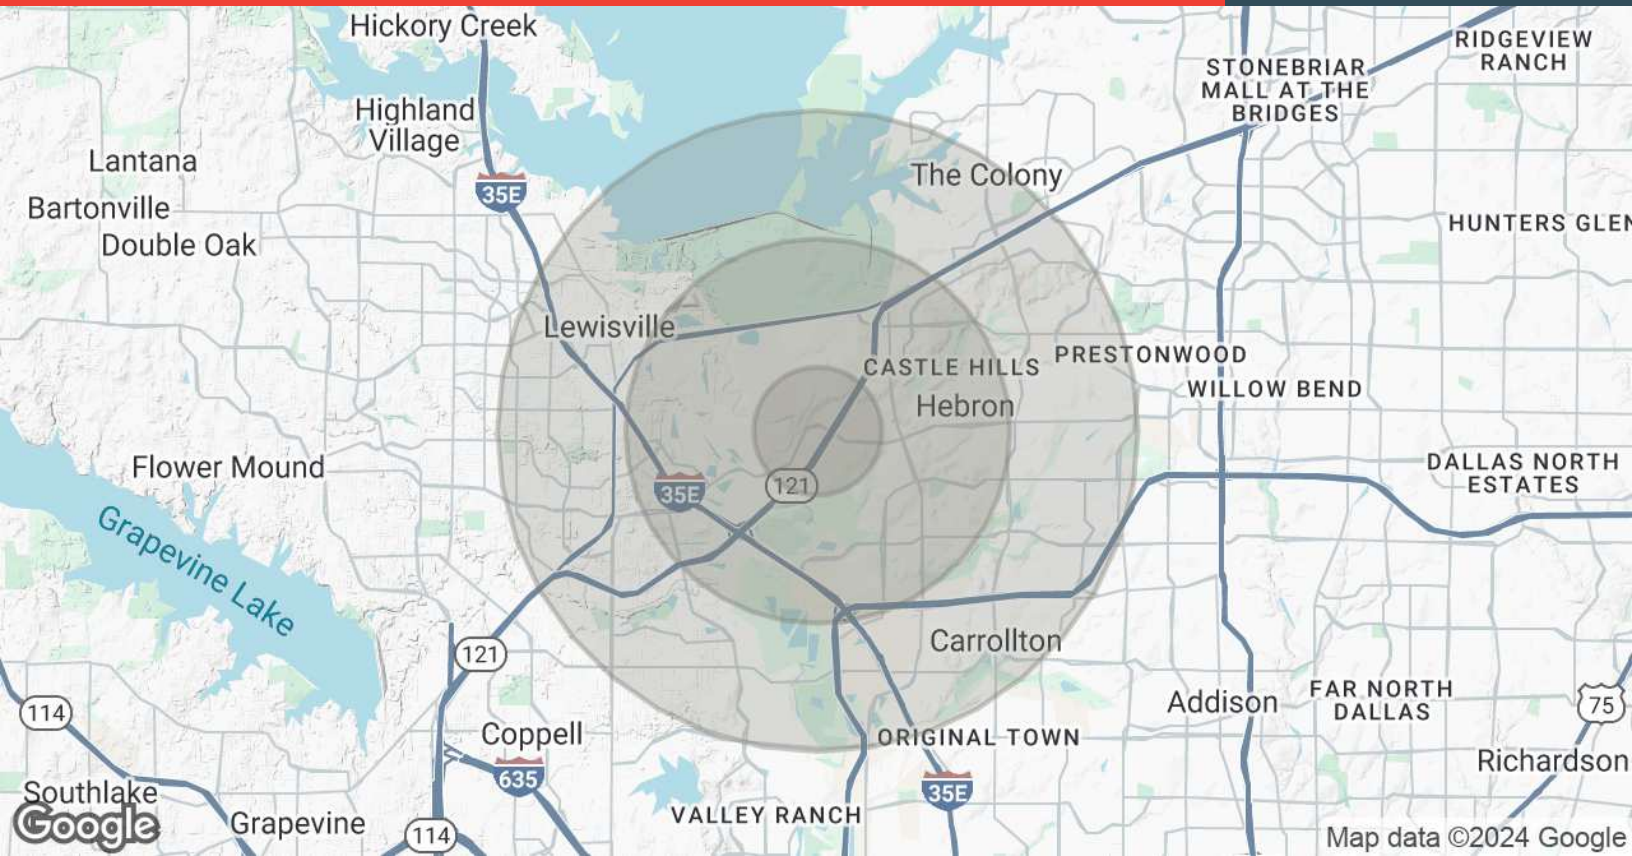 Hickory Creek
RIDGEVIEW
RANCH
STONEBRIAR
MALL AT THE
BRIDGES
Highland
Village
Lantana
35E
The Colony
Bartonville
HUNTERS GLEN
Double Oak
Lewisville
CASTLE HILLS
PRESTONWOOD
WILLOW BEND
Hebron
Flower Mound
DALLAS NORTH
ESTATES
35E
121
Grapevine Lake
Carrollton
121
Addison
FAR NORTH
DALLAS
75
114
Coppell
ORIGINAL TOWN
Richardson
635
35E
Southlake
VALLEY RANCH
Google
Grapevine
114
Map data ©2024 Google